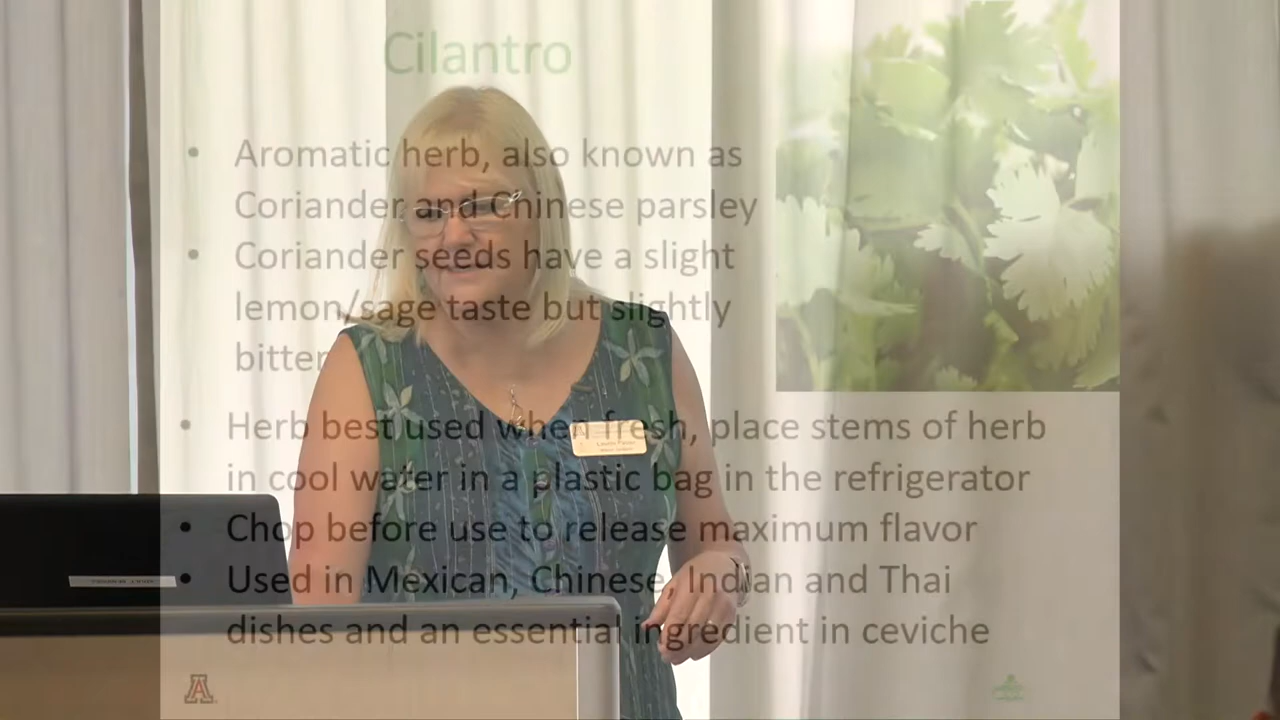 Cilantro
• Aromatic herb, also known as
Coriander and Chinese parsley
• Coriander seeds have a slight
lemon/sage taste but slightly
bitter
• Herb best used when fresh, place stems of herb
in cool water in a plastic bag in the refrigerator
• Chop before use to release maximum flavor
• Used in Mexican, Chinese, Indian and Thai
dishes and an essential ingredient in ceviche
A